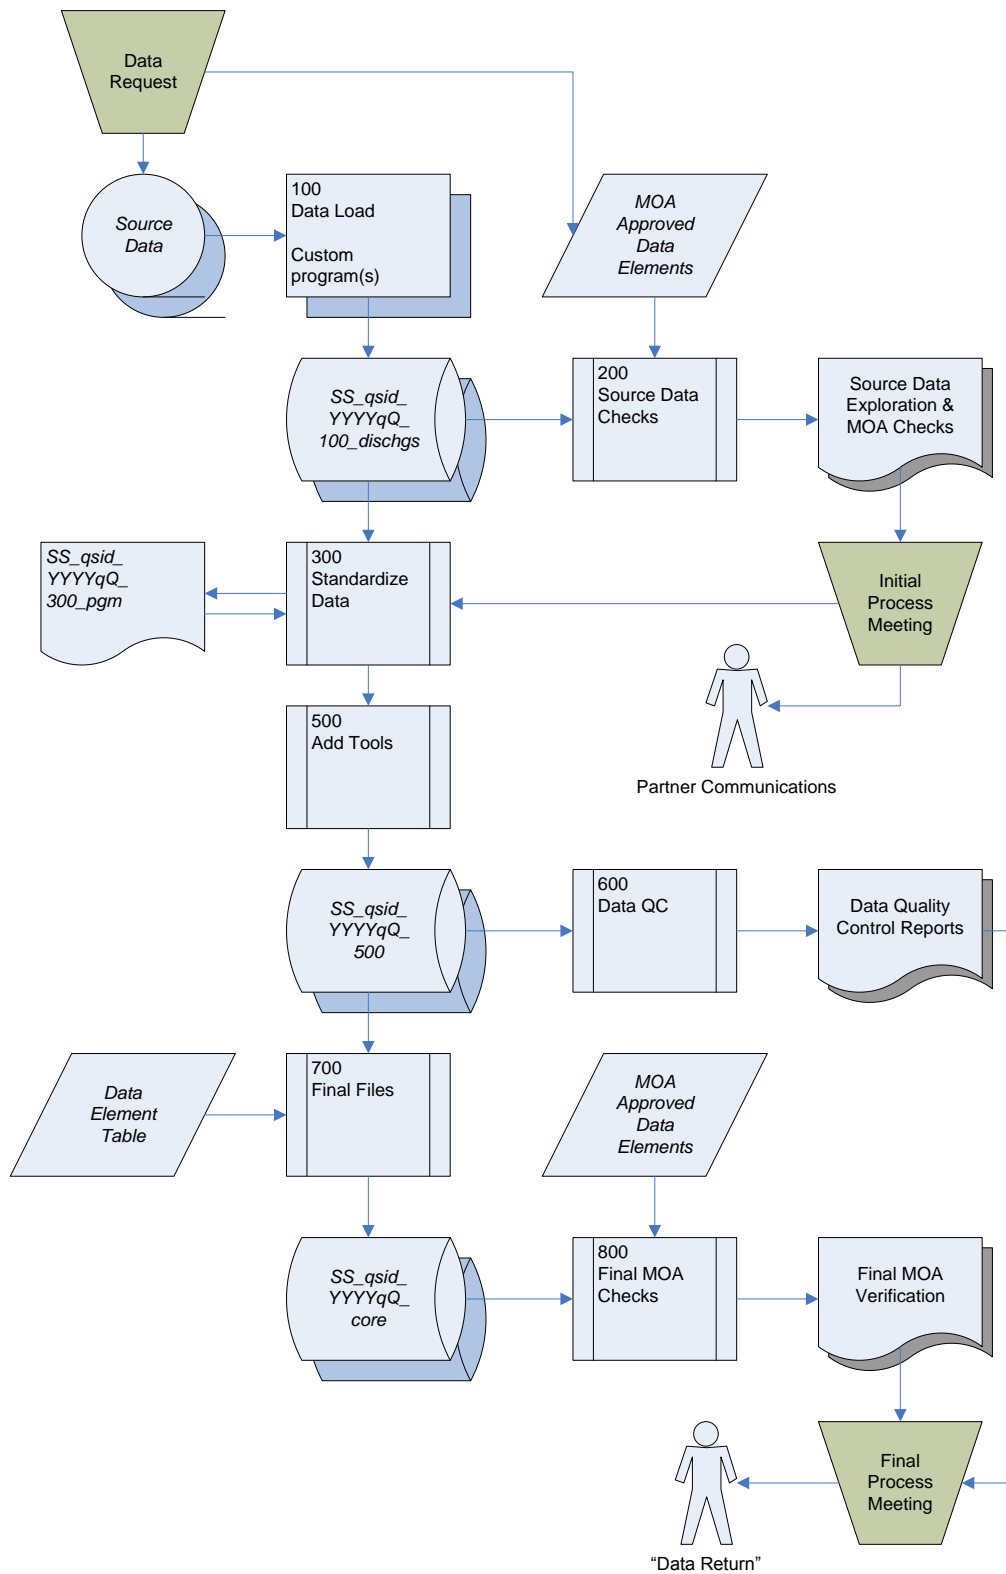 Data
Request
Source
Data
100
Data Load
Custom
program(s)
MOA
Approved
Data
Elements
SS_qsid_
YYYYqQ_
100_dischgs
200
Source Data
Checks
Source Data
Exploration &
MOA Checks
SS_qsid_
YYYYqQ_
300_pgm
300
Standardize
Data
Initial
Process
Meeting
500
Add Tools
Partner Communications
SS_qsid_
YYYYqQ_
500
600
Data QC
Data Quality
Control Reports
Data
Element
Table
700
Final Files
MOA
Approved
Data
Elements
SS_qsid_
YYYYqQ_
core
800
Final MOA
Checks
Final MOA
Verification
Final
Process
Meeting
“Data Return”